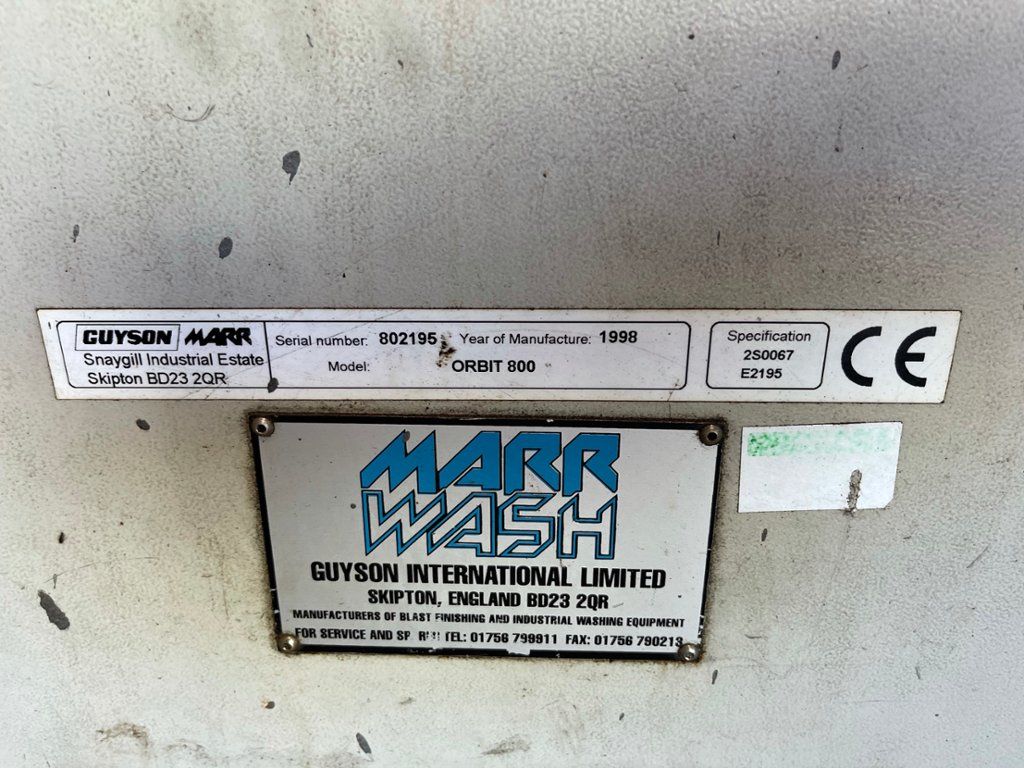 GUYSON MARR
Snaygill Industrial Estate
Skipton BD23 2QR
Serial number: 802195 Year of Manufacture: 1998
Model: ORBIT 800
Specification
2S0067
E2195
CE
MARR
WASH
GUYSON INTERNATIONAL LIMITED
SKIPTON, ENGLAND BD23 2QR
MANUFACTURERS OF BLAST FINISHING AND INDUSTRIAL WASHING EQUIPMENT
FOR SERVICE AND TEL: 01756 799911 FAX: 01756 790213